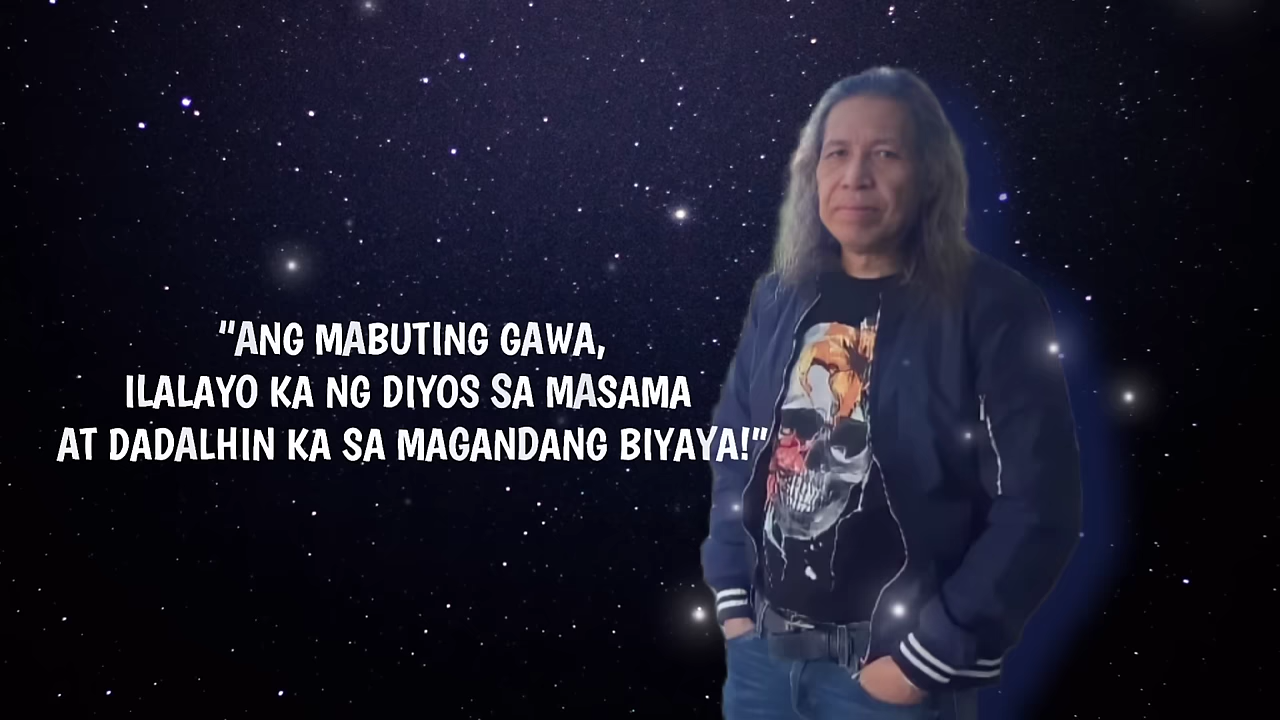 "ANG MABUTING GAWA,
ILALAYO KA NG DIYOS SA MASAMA
AT DADALHIN KA SA MAGANDANG BIYAYA!"